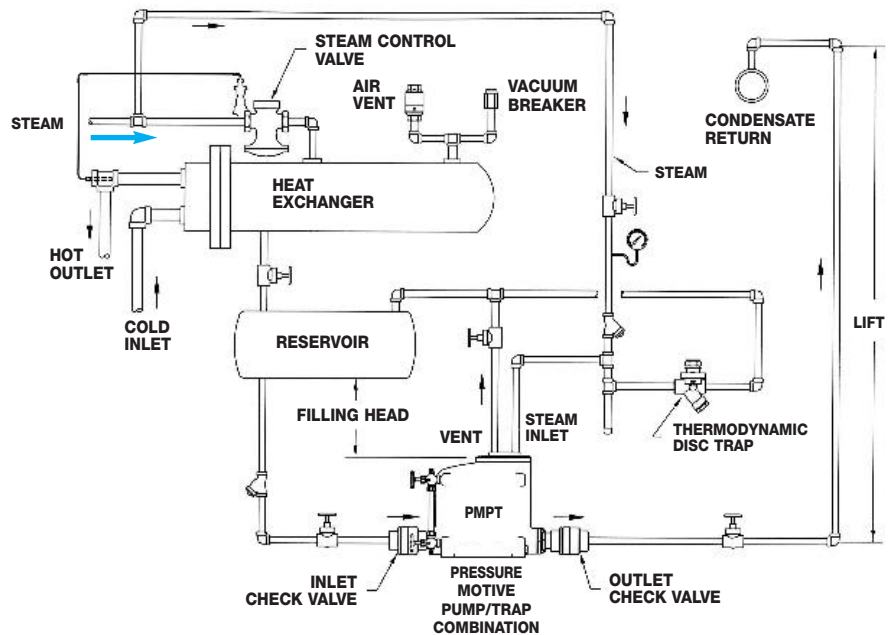 STEAM CONTROL
VALVE
AIR
VENT
VACUUM
BREAKER
CONDENSATE
RETURN
STEAM
STEAM
HEAT
EXCHANGER
HOT
OUTLET
COLD
INLET
RESERVOIR
LIFT
FILLING HEAD
VENT
STEAM
INLET
THERMODYNAMIC
DISC TRAP
PMPT
INLET
CHECK VALVE
PRESSURE
MOTIVE
PUMP/TRAP
COMBINATION
OUTLET
CHECK VALVE